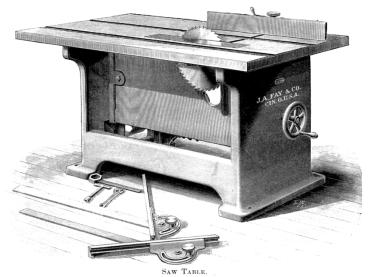 J.A. FAY & CO.
CIN. O. U.S.A.
SAW TABLE.